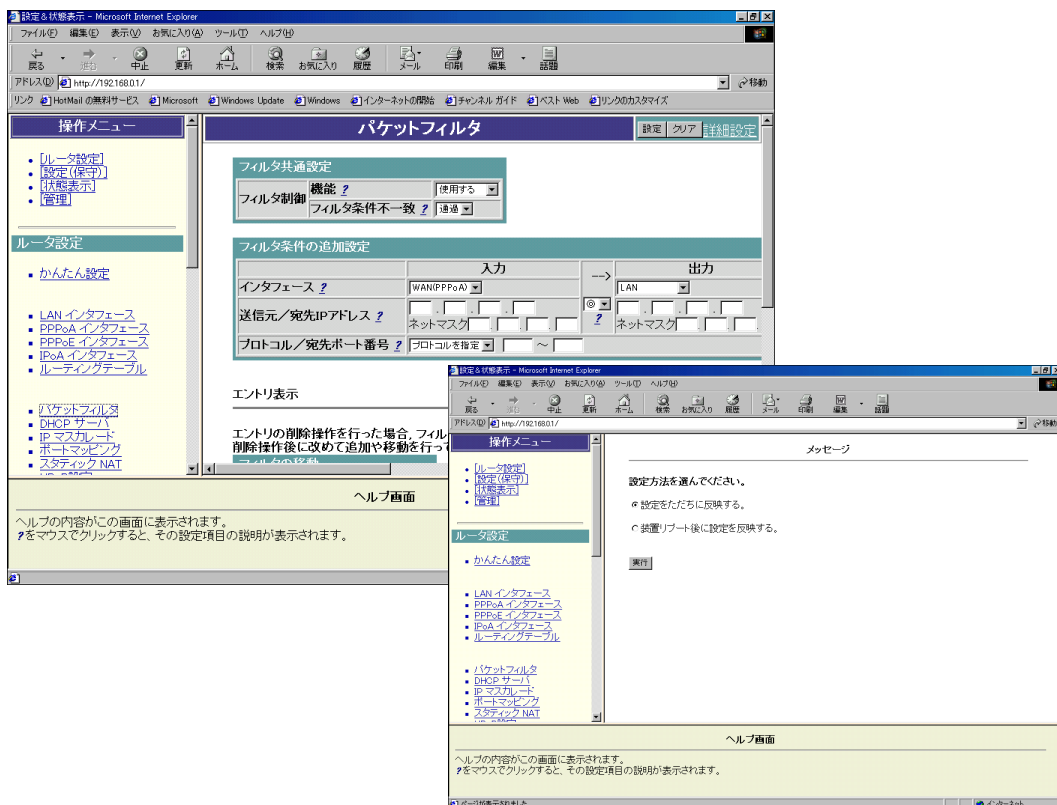 設定&状態表示 - Microsoft Internet Explorer
ファイル(F) 編集(E) 表示(V) お気に入り(A) ツール(T) ヘルプ(H)
戻る 進む 中止 更新 ホーム 検索 お気に入り 履歴 メール 印刷 編集 話題
アドレス(D) http://192.168.0.1/ 移動
リンク HotMail の無料サービス Microsoft Windows Update Windows インターネットの開始 チャンネル ガイド ベスト Web リンクのカスタマイズ
操作メニュー
[ルータ設定]
[設定(保守)]
[状態表示]
[管理]
ルータ設定
かんたん設定
LAN インタフェース
PPPoA インタフェース
PPPoE インタフェース
IPoA インタフェース
ルーティングテーブル
パケットフィルタ
DHCP サーバ
IP マスカレード
ポートマッピング
スタティック NAT
パケットフィルタ 設定 クリア 詳細設定
フィルタ共通設定
フィルタ制御 機能 ? 使用する
フィルタ条件不一致 ? 通過
フィルタ条件の追加設定
入力 --> 出力
インタフェース ? WAN(PPPoA) LAN
送信元/宛先IPアドレス ? . . . ◎ ? . . .
ネットマスク . . . ネットマスク . . .
プロトコル/宛先ポート番号 ? プロトコルを指定 ~
エントリ表示
エントリの削除操作を行った場合, フィル
削除操作後に改めて追加や移動を行って
フィルタの移動
ヘルプ画面
ヘルプの内容がこの画面に表示されます。
?をマウスでクリックすると、その設定項目の説明が表示されます。
設定&状態表示 - Microsoft Internet Explorer
ファイル(F) 編集(E) 表示(V) お気に入り(A) ツール(T) ヘルプ(H)
戻る 進む 中止 更新 ホーム 検索 お気に入り 履歴 メール 印刷 編集 話題
アドレス(D) http://192.168.0.1/ 移動
操作メニュー
[ルータ設定]
[設定(保守)]
[状態表示]
[管理]
ルータ設定
かんたん設定
LAN インタフェース
PPPoA インタフェース
PPPoE インタフェース
IPoA インタフェース
ルーティングテーブル
パケットフィルタ
DHCP サーバ
IP マスカレード
ポートマッピング
スタティック NAT
メッセージ
設定方法を選んでください。
設定をただちに反映する。
装置リブート後に設定を反映する。
実行
ヘルプ画面
ヘルプの内容がこの画面に表示されます。
?をマウスでクリックすると、その設定項目の説明が表示されます。
ページが表示されました インターネット